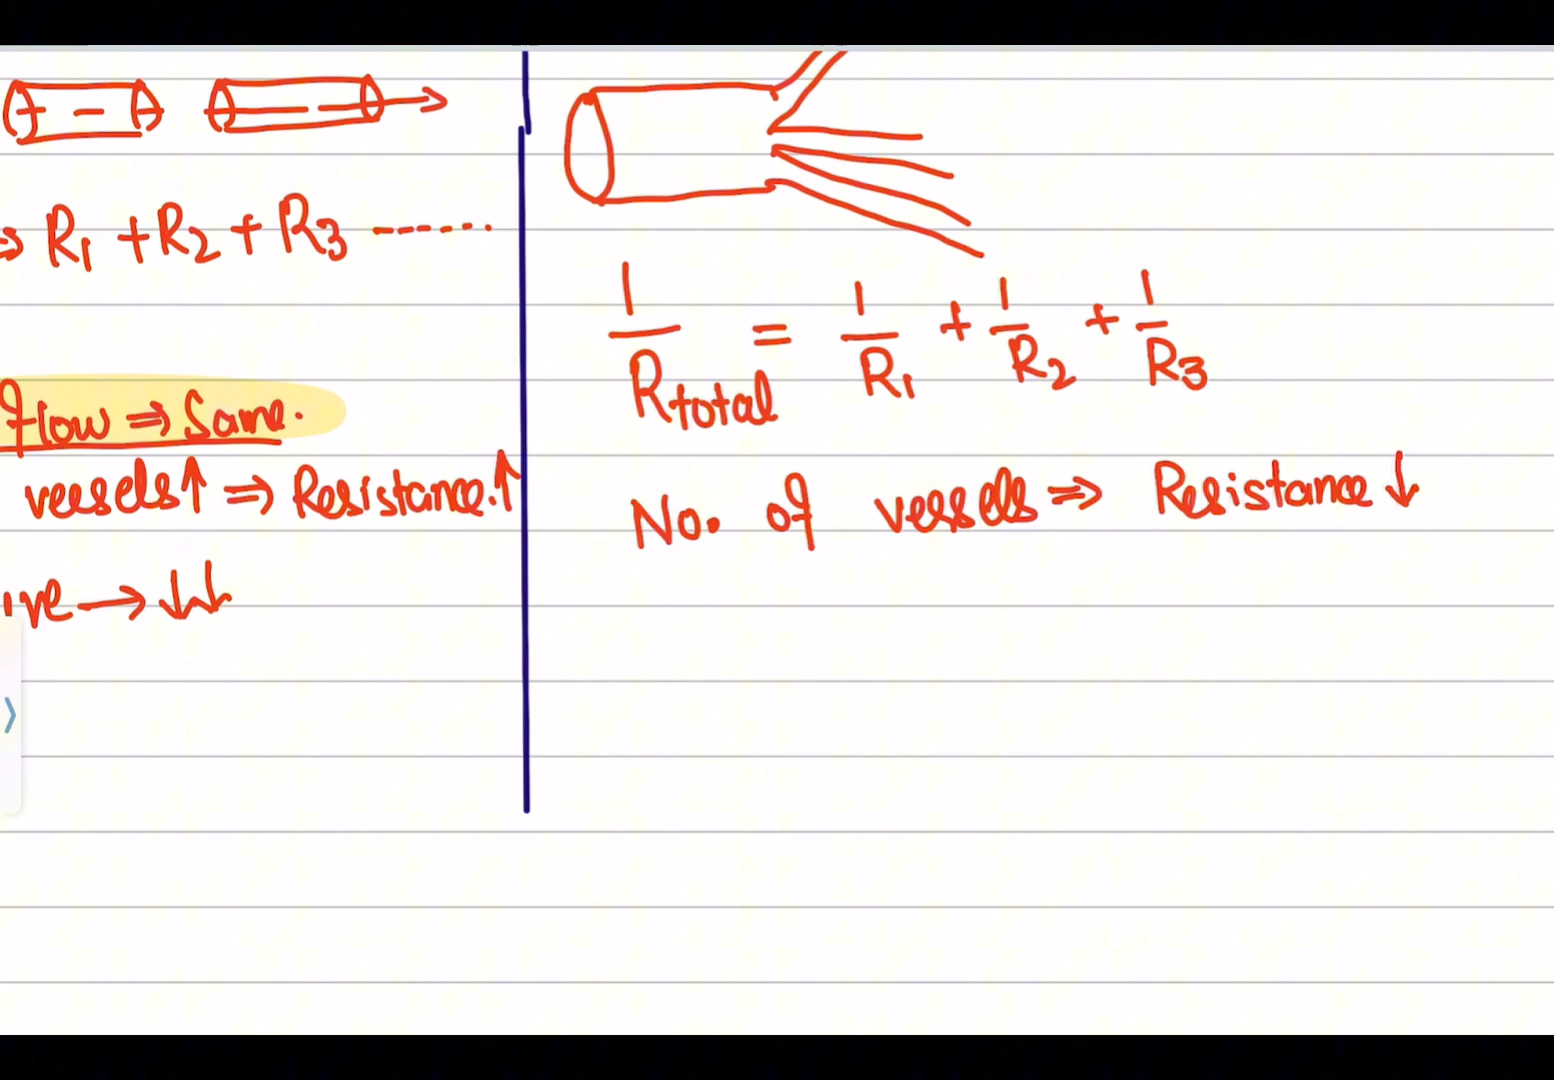 ⇒ R1 + R2 + R3 ------
flow ⇒ Same.
vessels↑ ⇒ Resistance.↑
ive → ↓↓
1/Rtotal = 1/R1 + 1/R2 + 1/R3
No. of vessels ⇒ Resistance ↓